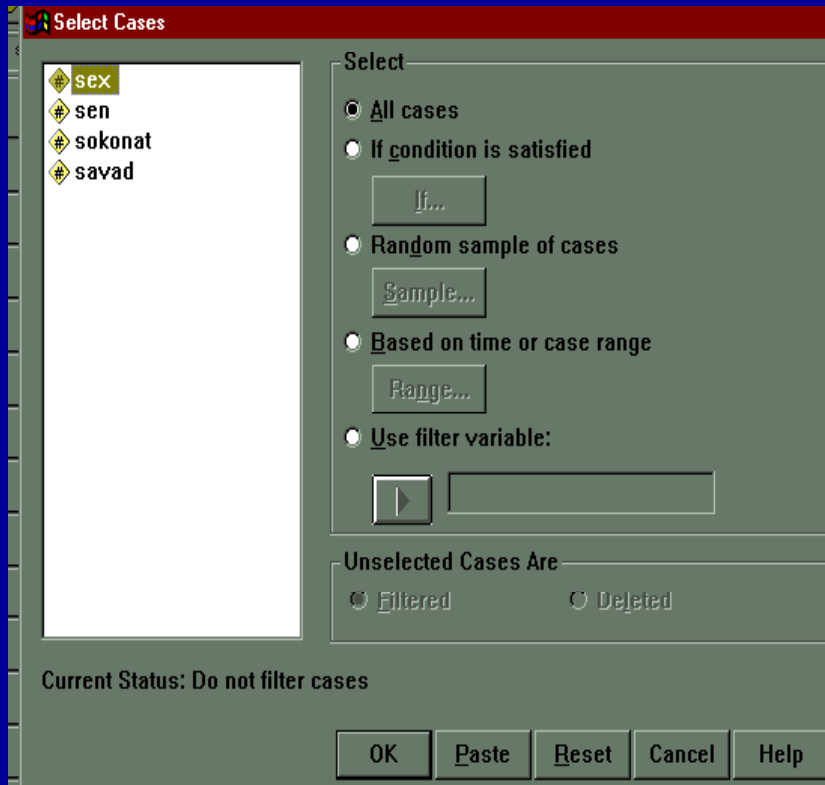 Select Cases
sex
sen
sokonat
savad
Select
All cases
If condition is satisfied
If...
Random sample of cases
Sample...
Based on time or case range
Range...
Use filter variable:
Unselected Cases Are
Filtered Deleted
Current Status: Do not filter cases
OK Paste Reset Cancel Help